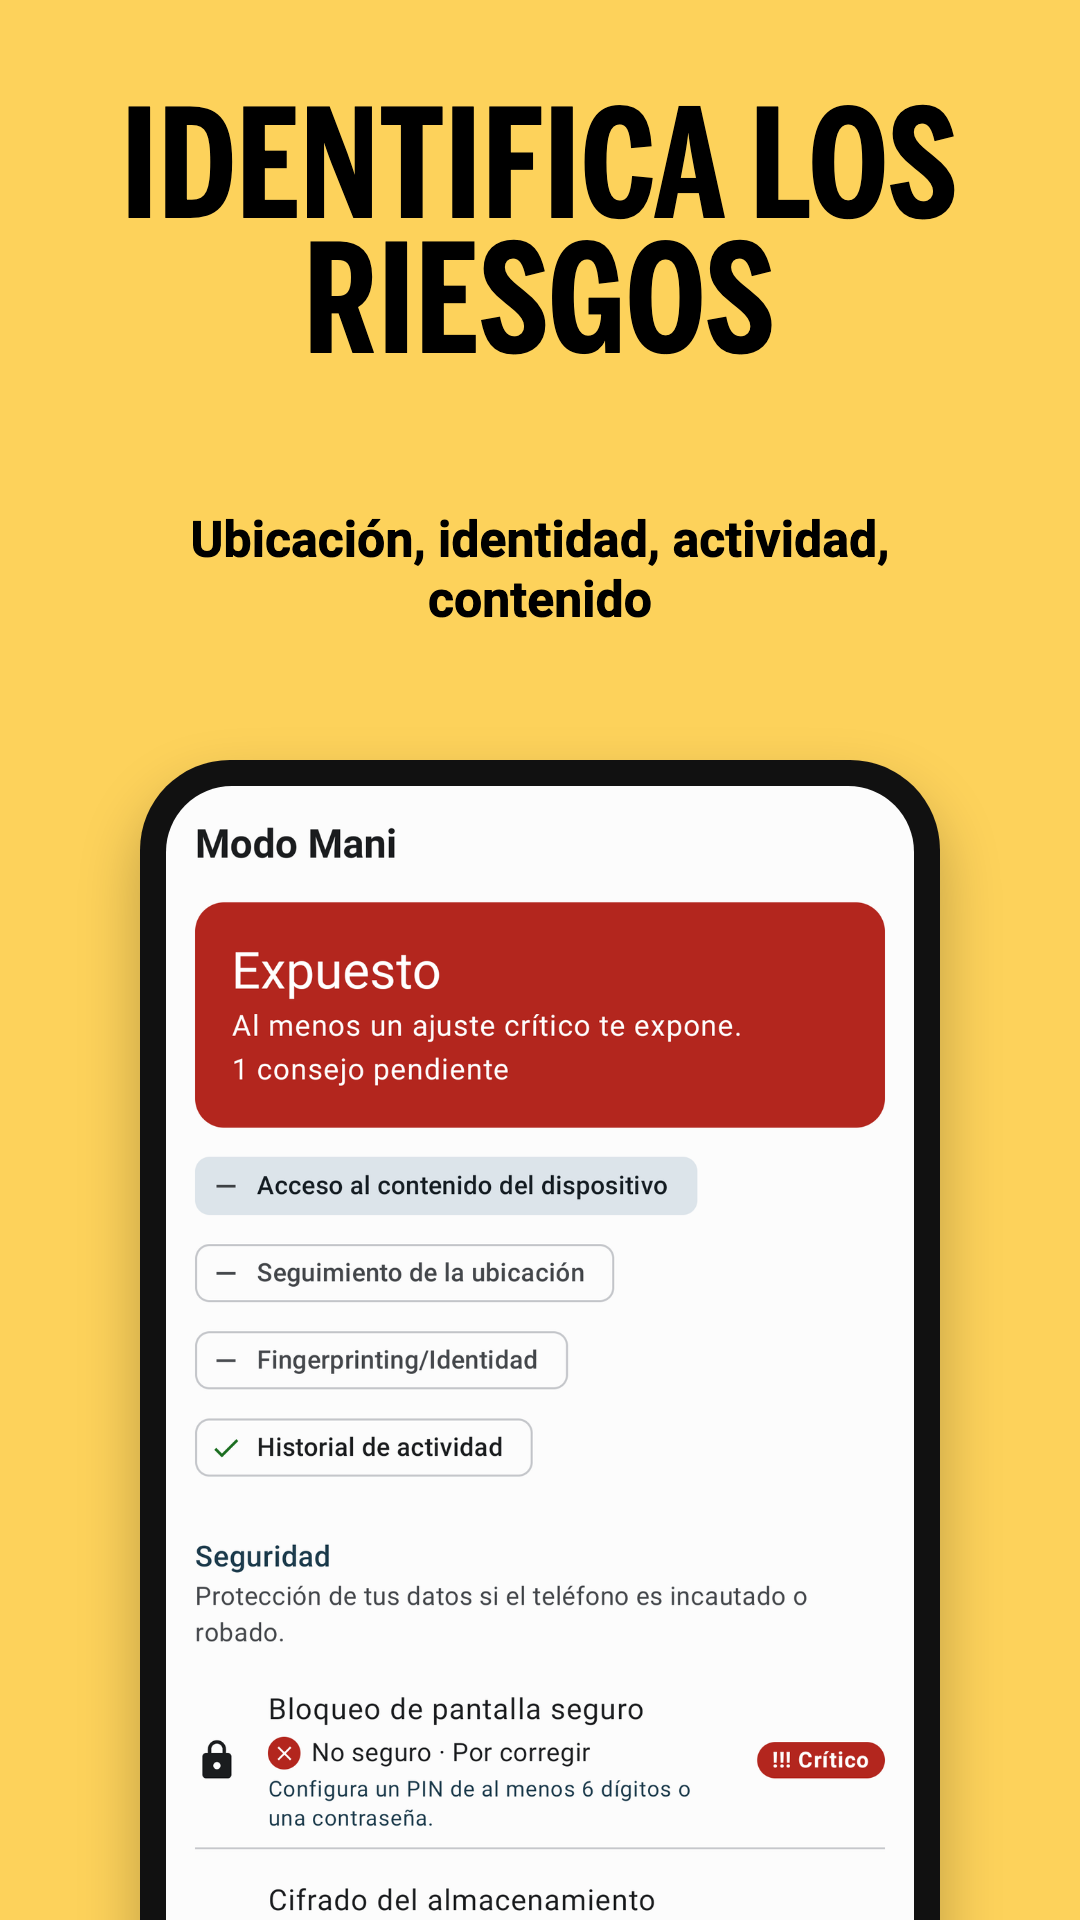 IDENTIFICA LOS
RIESGOS
Ubicación, identidad, actividad,
contenido
Modo Mani
Expuesto
Al menos un ajuste crítico te expone.
1 consejo pendiente
Acceso al contenido del dispositivo
Seguimiento de la ubicación
Fingerprinting/Identidad
Historial de actividad
Seguridad
Protección de tus datos si el teléfono es incautado o
robado.
Bloqueo de pantalla seguro
No seguro · Por corregir
!!! Crítico
Configura un PIN de al menos 6 dígitos o
una contraseña.
Cifrado del almacenamiento